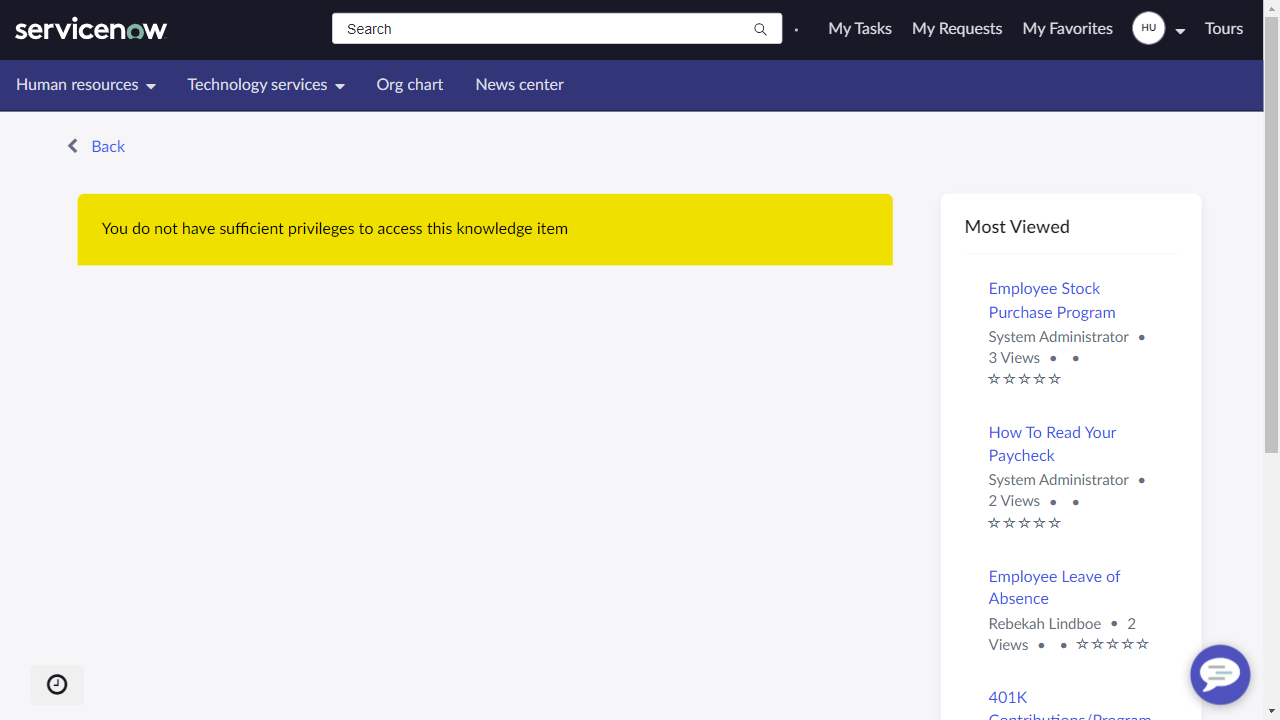 servicenow
Search
My Tasks
My Requests
My Favorites
HU
Tours
Human resources
Technology services
Org chart
News center
Back
You do not have sufficient privileges to access this knowledge item
Most Viewed
Employee Stock
Purchase Program
System Administrator •
3 Views • •
☆☆☆☆☆
How To Read Your
Paycheck
System Administrator •
2 Views • •
☆☆☆☆☆
Employee Leave of
Absence
Rebekah Lindboe • 2
Views • • ☆☆☆☆☆
401K
Contributions/Program